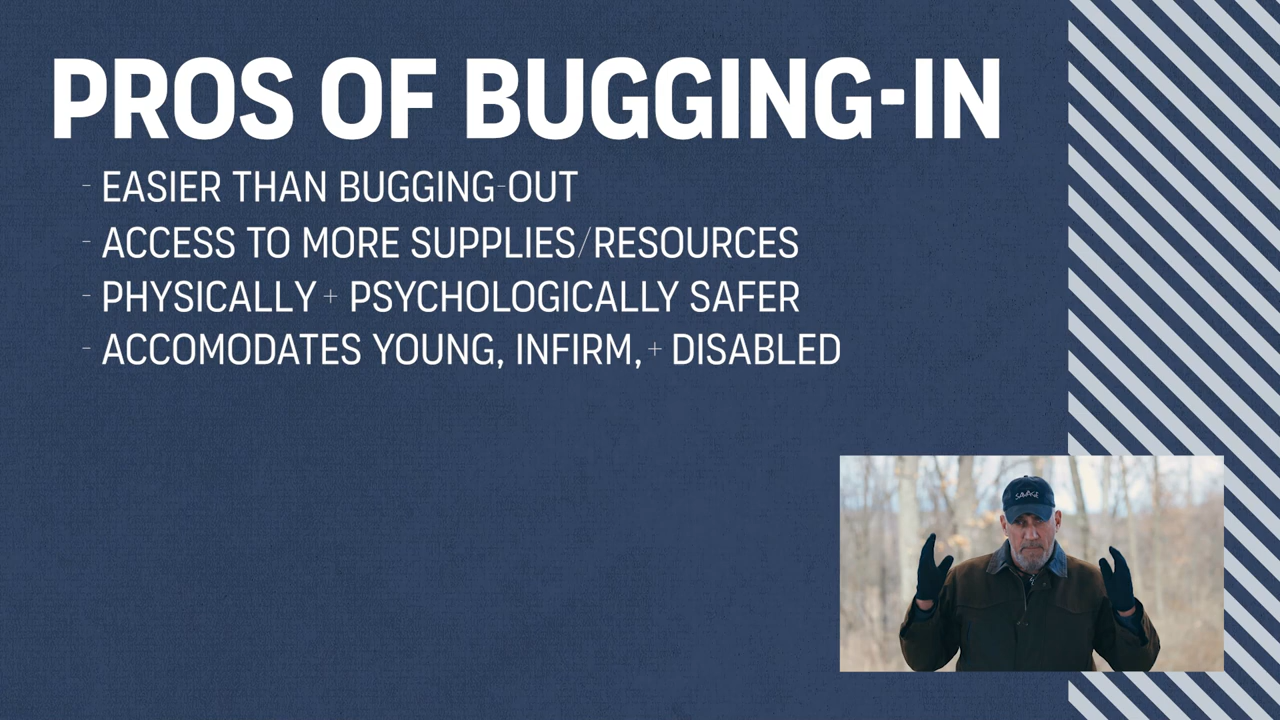 PROS OF BUGGING-IN
- EASIER THAN BUGGING-OUT
- ACCESS TO MORE SUPPLIES/RESOURCES
- PHYSICALLY + PSYCHOLOGICALLY SAFER
- ACCOMODATES YOUNG, INFIRM, + DISABLED
SAVAGE